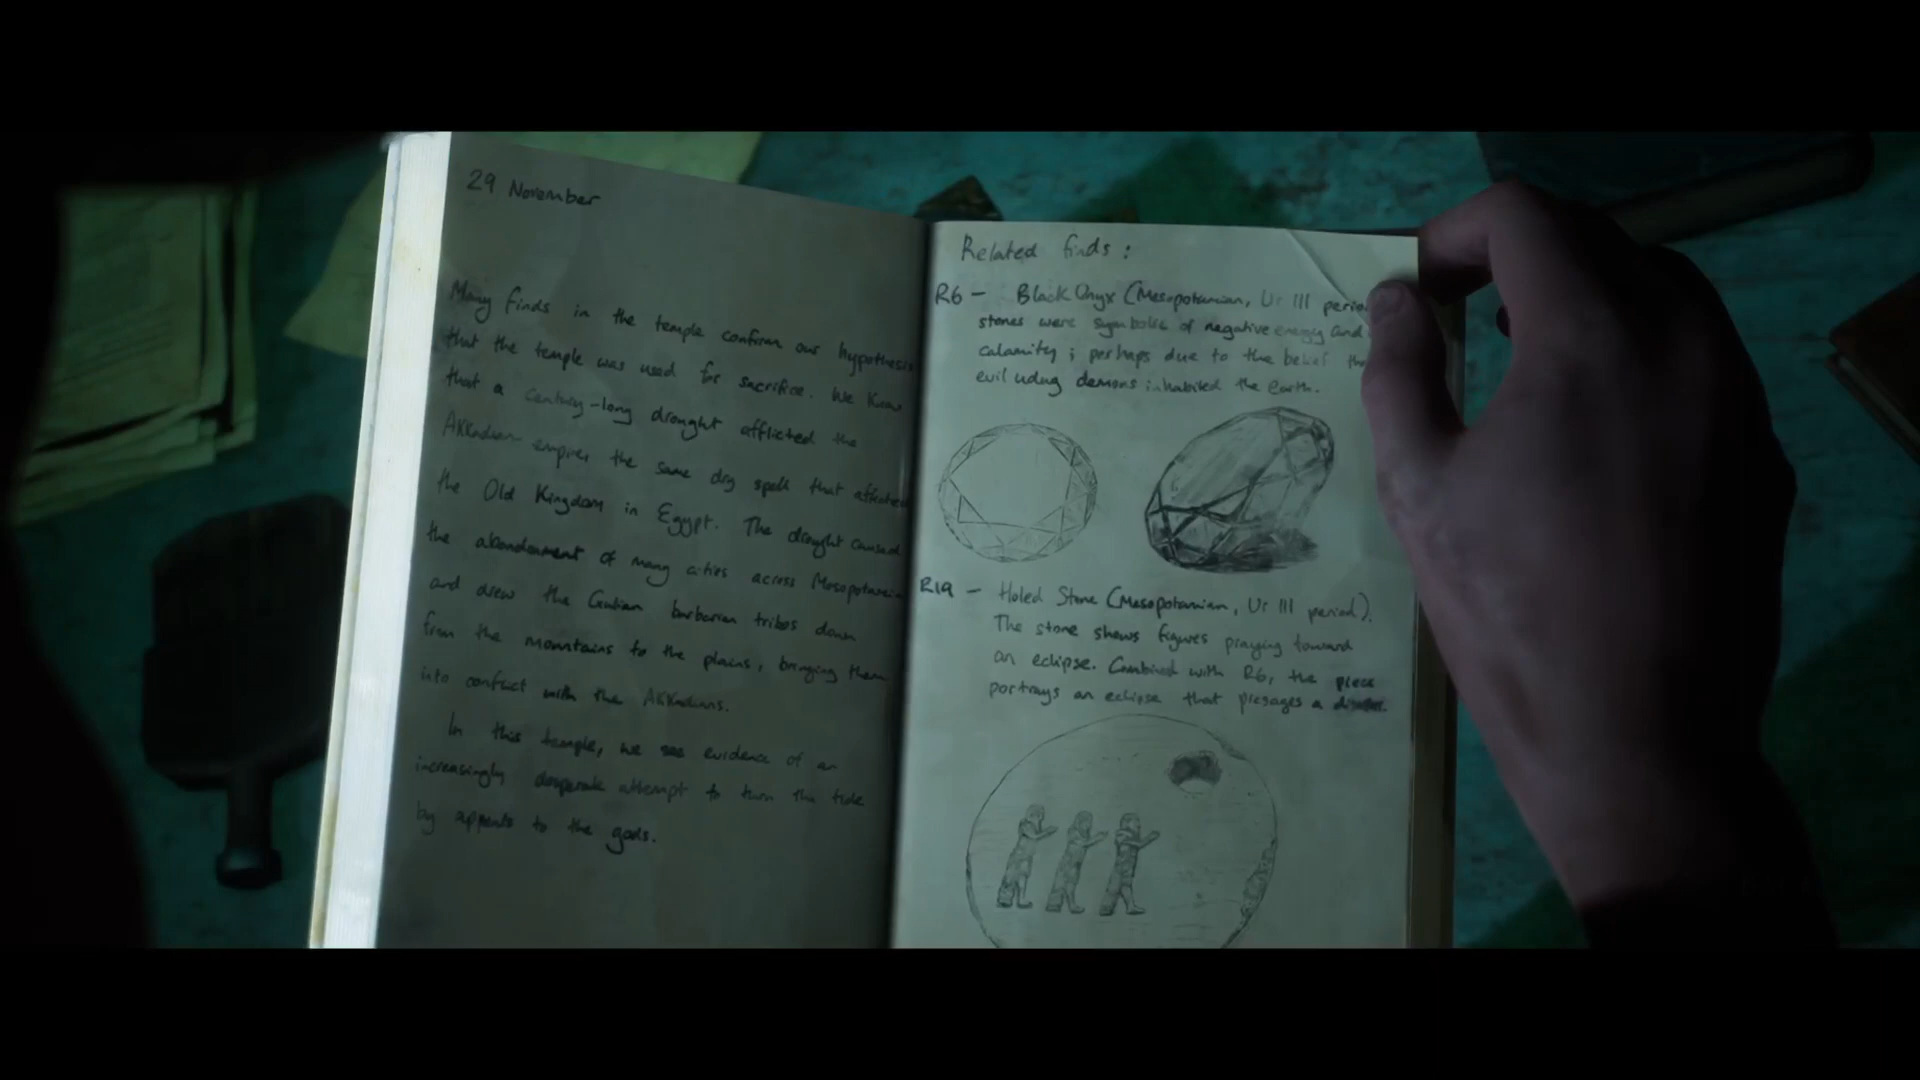 29 November
Many finds in the temple confirm our hypothesis
that the temple was used for sacrifice. We know
that a century-long drought afflicted the
Akkadian empire, the same dry spell that affected
the Old Kingdom in Egypt. The drought caused
the abandonment of many cities across Mesopotamia
and drew the Gutian barbarian tribes down
from the mountains to the plains, bringing them
into conflict with the Akkadians.
In this temple, we see evidence of an
increasingly desperate attempt to turn the tide
by appeals to the gods.
Related finds:
R6 - Black Onyx (Mesopotamian, Ur III
stones were symbolic of negative energy and
calamity; perhaps due to the belief
evil udug demons inhabited the Earth.
R19 - Holed Stone (Mesopotamian, Ur III period).
The stone shows figures praying toward
an eclipse. Combined with R6, the piece
portrays an eclipse that presages a disaster.